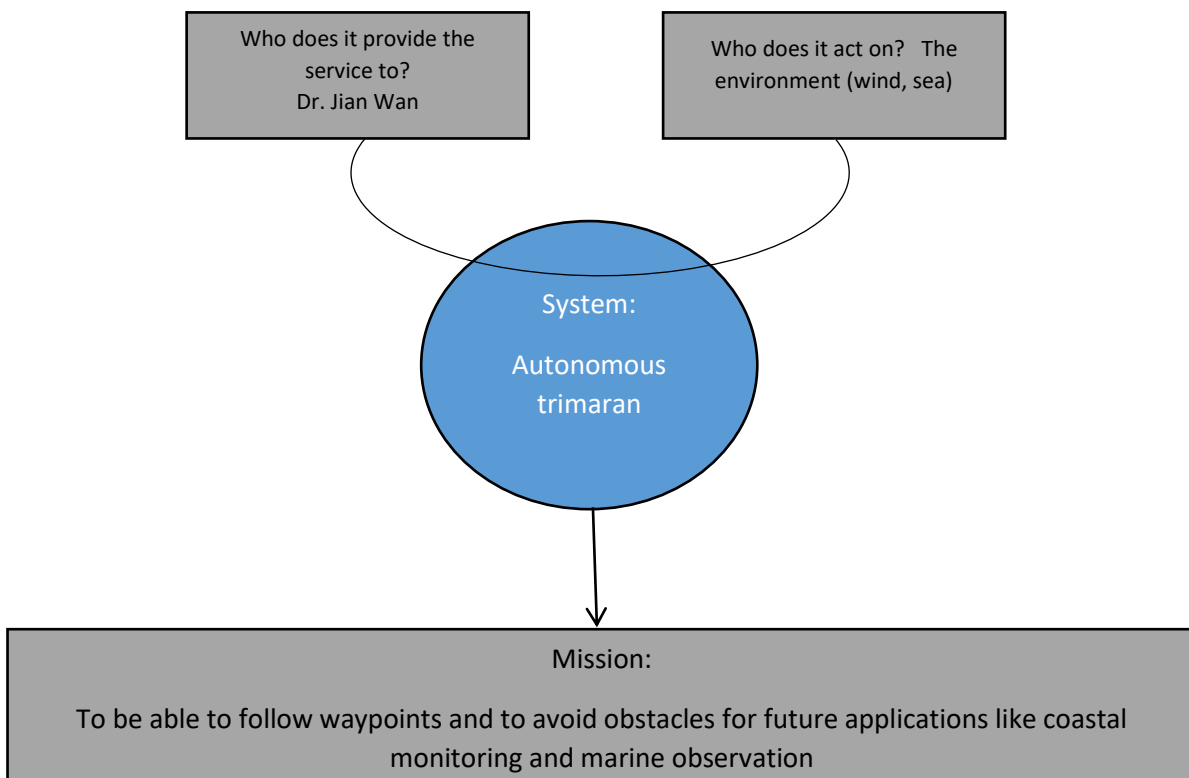 Who does it provide the
service to?
Dr. Jian Wan
Who does it act on? The
environment (wind, sea)
System:
Autonomous
trimaran
Mission:
To be able to follow waypoints and to avoid obstacles for future applications like coastal
monitoring and marine observation